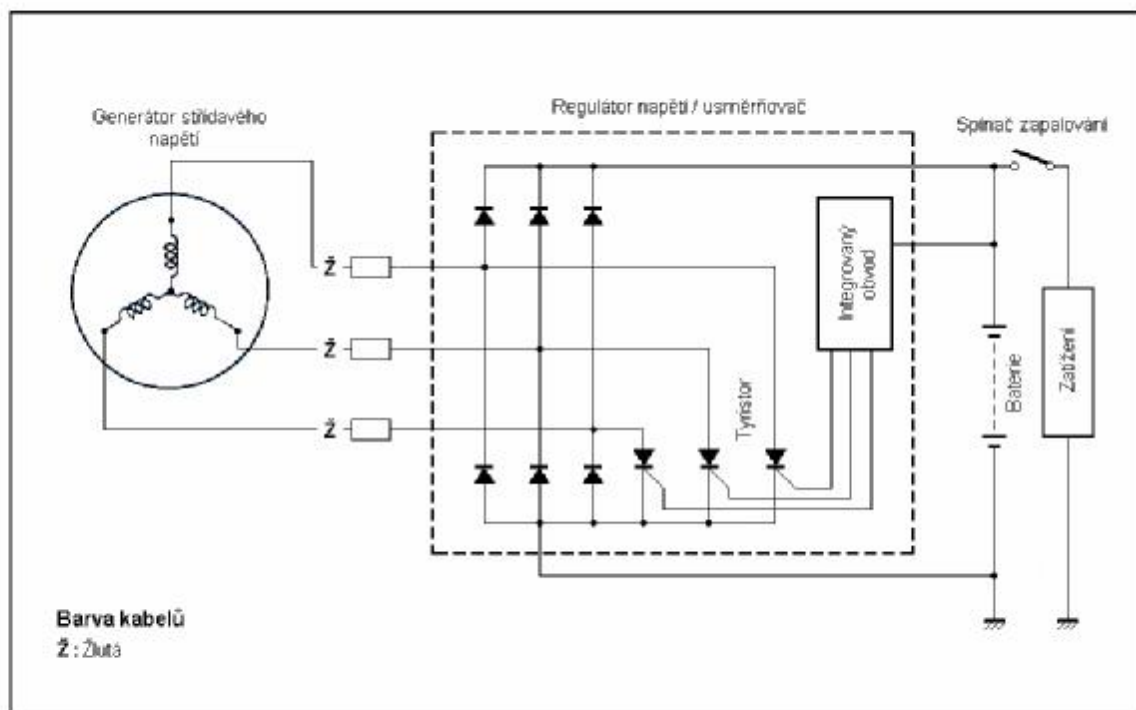 Generátor střídavého
napětí
Regulátor napětí / usměrňovač
Spínač zapalování
Ž
Ž
Ž
Integrovaný
obvod
Tyristor
Baterie
Zatížení
Barva kabelů
Ž : Žlutá